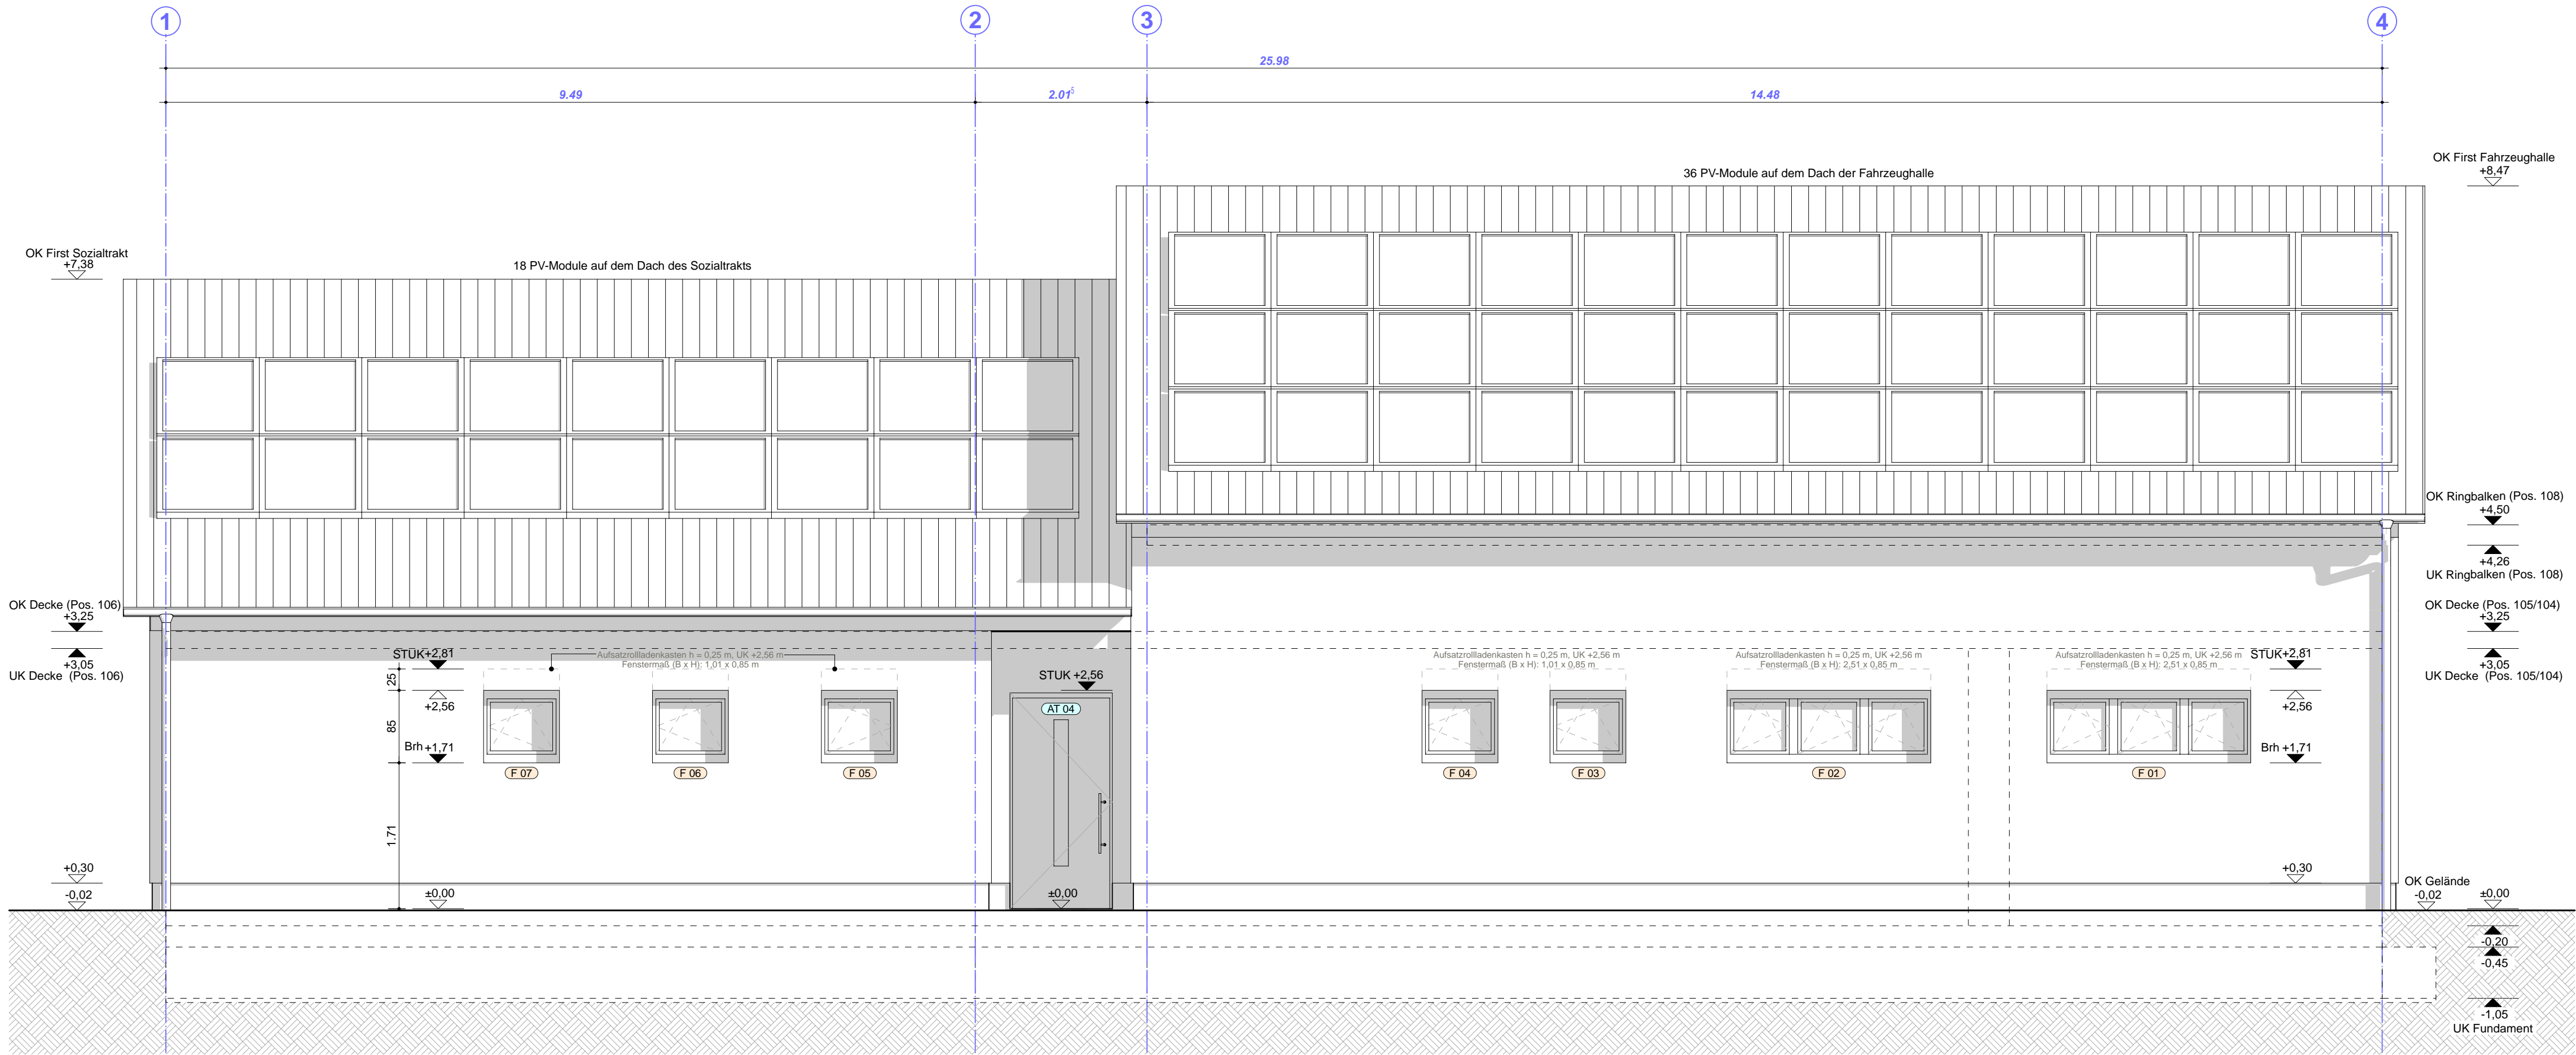 1
2
3
4
25.98
9.49
2.01⁵
14.48
36 PV-Module auf dem Dach der Fahrzeughalle
OK First Fahrzeughalle
+8,47
OK First Sozialtrakt
+7,38
18 PV-Module auf dem Dach des Sozialtrakts
OK Ringbalken (Pos. 108)
+4,50
+4,26
UK Ringbalken (Pos. 108)
OK Decke (Pos. 106)
+3,25
+3,05
UK Decke (Pos. 106)
OK Decke (Pos. 105/104)
+3,25
+3,05
UK Decke (Pos. 105/104)
STUK+2,81
25
+2,56
85
Brh +1,71
1.71
±0,00
Aufsatzrollladenkasten h = 0,25 m, UK +2,56 m
Fenstermaß (B x H): 1,01 x 0,85 m
F 07
F 06
F 05
STUK +2,56
AT 04
±0,00
Aufsatzrollladenkasten h = 0,25 m, UK +2,56 m
Fenstermaß (B x H): 1,01 x 0,85 m
F 04
F 03
Aufsatzrollladenkasten h = 0,25 m, UK +2,56 m
Fenstermaß (B x H): 2,51 x 0,85 m
F 02
Aufsatzrollladenkasten h = 0,25 m, UK +2,56 m
Fenstermaß (B x H): 2,51 x 0,85 m
F 01
STUK+2,81
+2,56
Brh +1,71
+0,30
+0,30
-0,02
OK Gelände
-0,02
±0,00
-0,20
-0,45
-1,05
UK Fundament